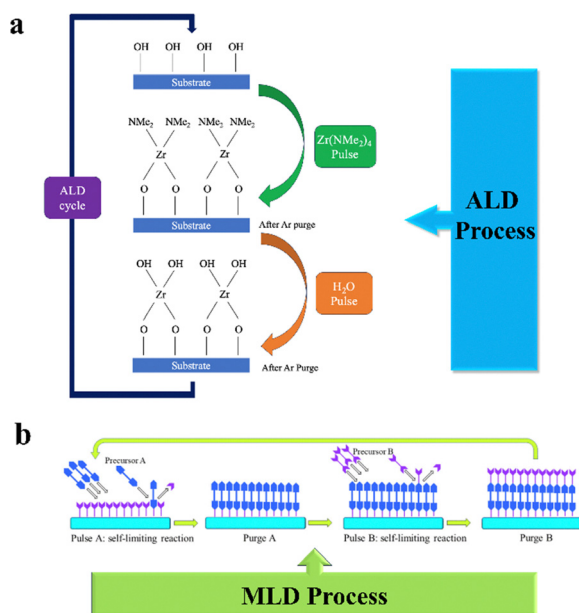 a
OH OH OH OH
Substrate
NMe₂ NMe₂ NMe₂ NMe₂
Zr Zr
O O O O
Substrate
After Ar purge
OH OH OH OH
Zr Zr
O O O O
Substrate
After Ar Purge
ALD
cycle
Zr(NMe₂)₄
Pulse
H₂O
Pulse
ALD
Process
b
Precursor A
Precursor B
Pulse A: self-limiting reaction
Purge A
Pulse B: self-limiting reaction
Purge B
MLD Process